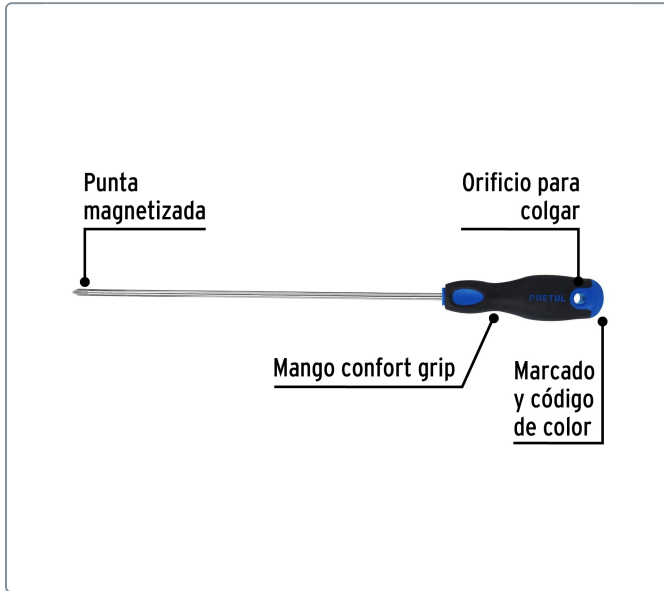 Punta
magnetizada
Orificio para
colgar
PRETUL
Mango confort grip
Marcado
y código
de color